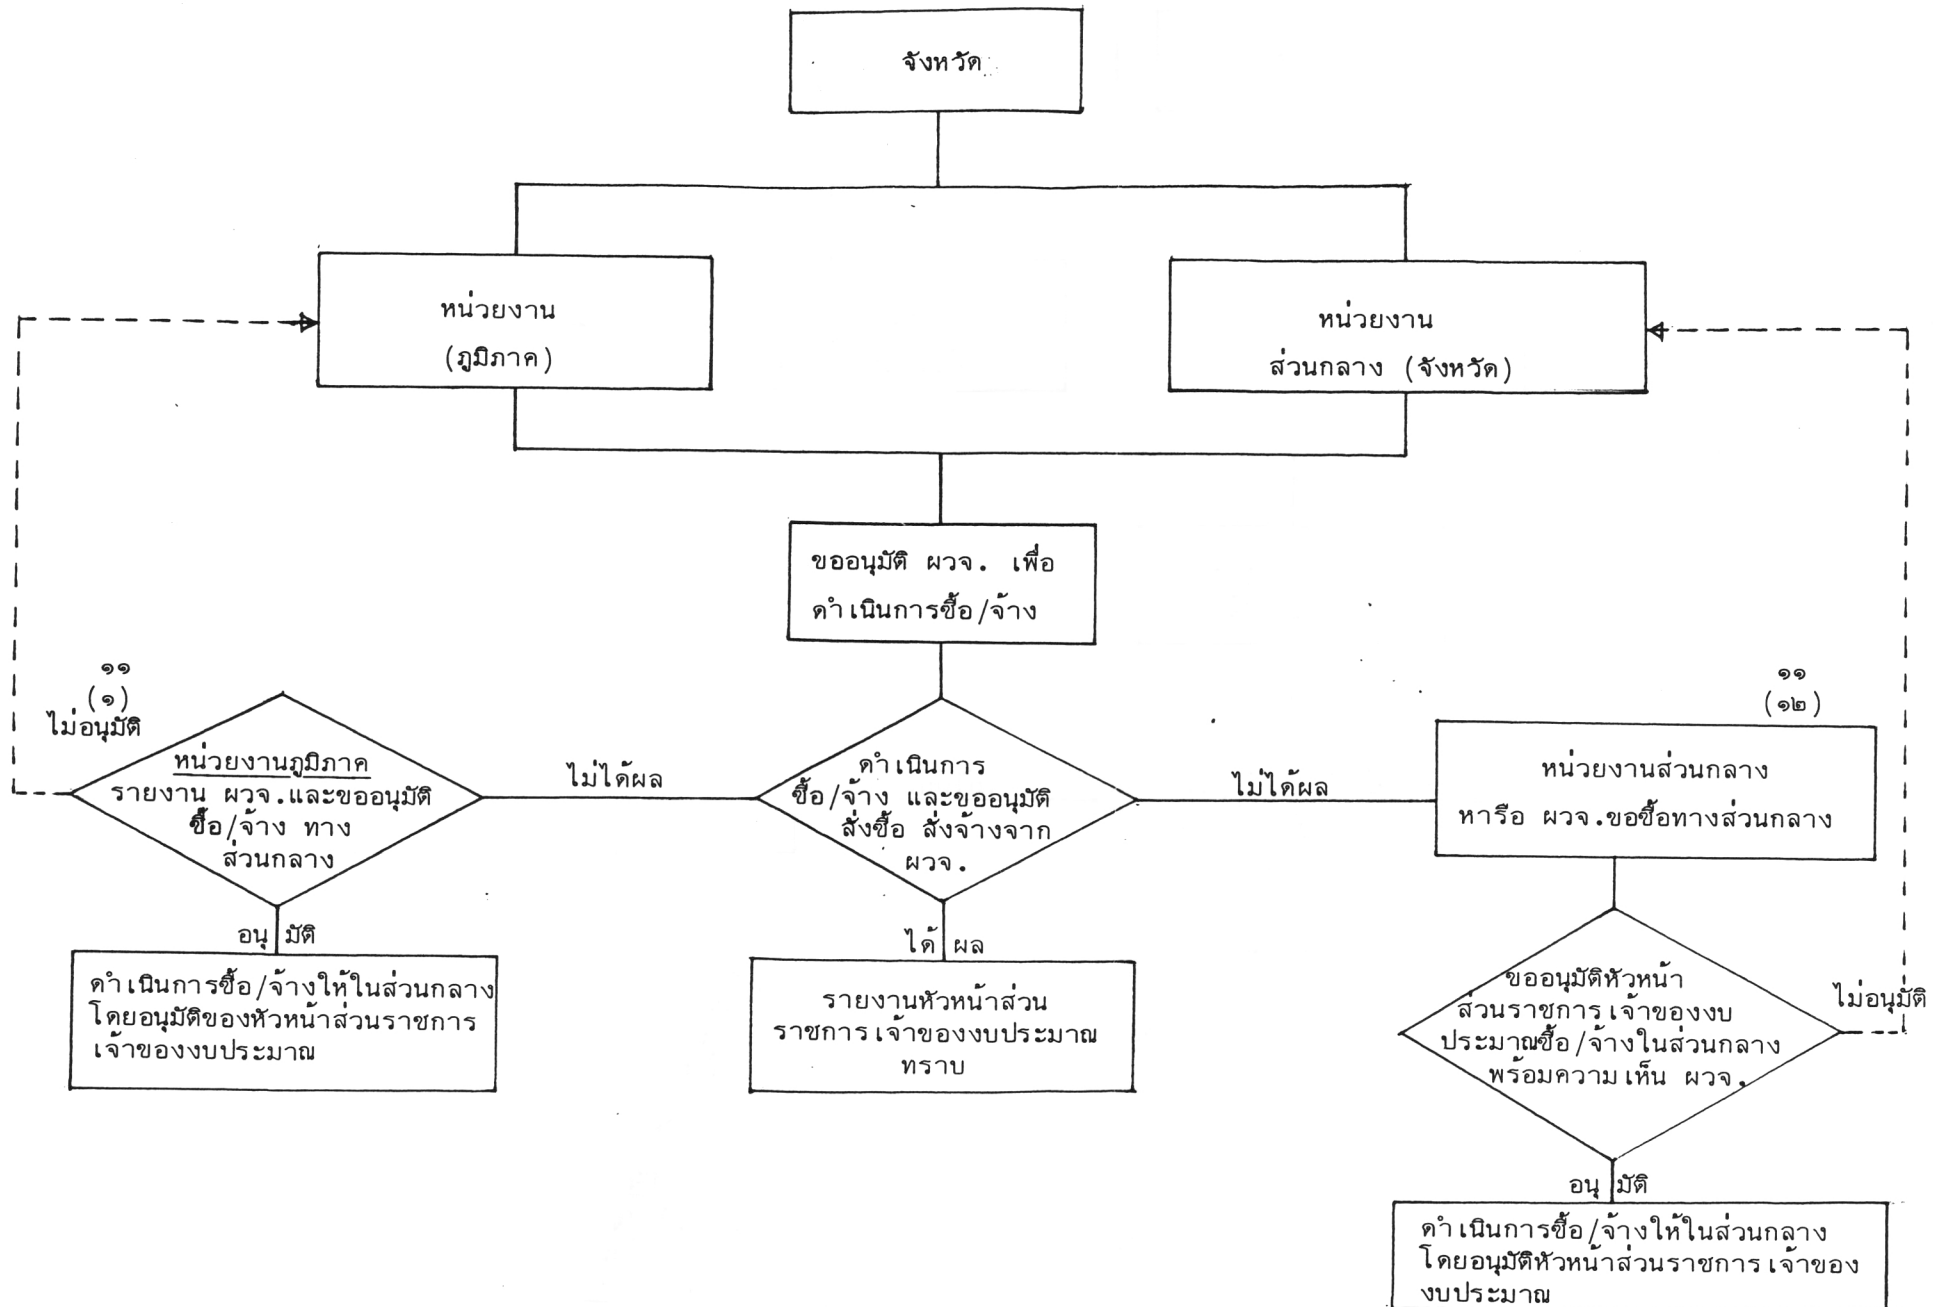 จังหวัด
หน่วยงาน
(ภูมิภาค)
หน่วยงาน
ส่วนกลาง (จังหวัด)
ขออนุมัติ ผวจ. เพื่อ
ดำเนินการซื้อ/จ้าง
๑๑
(๑)
ไม่อนุมัติ
หน่วยงานภูมิภาค
รายงาน ผวจ.และขออนุมัติ
ซื้อ/จ้าง ทาง
ส่วนกลาง
ไม่ได้ผล
ดำเนินการ
ซื้อ/จ้าง และขออนุมัติ
สั่งซื้อ สั่งจ้างจาก
ผวจ.
ไม่ได้ผล
๑๑
(๑๒)
หน่วยงานส่วนกลาง
หารือ ผวจ.ขอซื้อทางส่วนกลาง
อนุมัติ
ดำเนินการซื้อ/จ้างให้ในส่วนกลาง
โดยอนุมัติของหัวหน้าส่วนราชการ
เจ้าของงบประมาณ
ได้ผล
รายงานหัวหน้าส่วน
ราชการเจ้าของงบประมาณ
ทราบ
ขออนุมัติหัวหน้า
ส่วนราชการเจ้าของงบ
ประมาณซื้อ/จ้างในส่วนกลาง
พร้อมความเห็น ผวจ.
ไม่อนุมัติ
อนุมัติ
ดำเนินการซื้อ/จ้างให้ในส่วนกลาง
โดยอนุมัติหัวหน้าส่วนราชการเจ้าของ
งบประมาณ